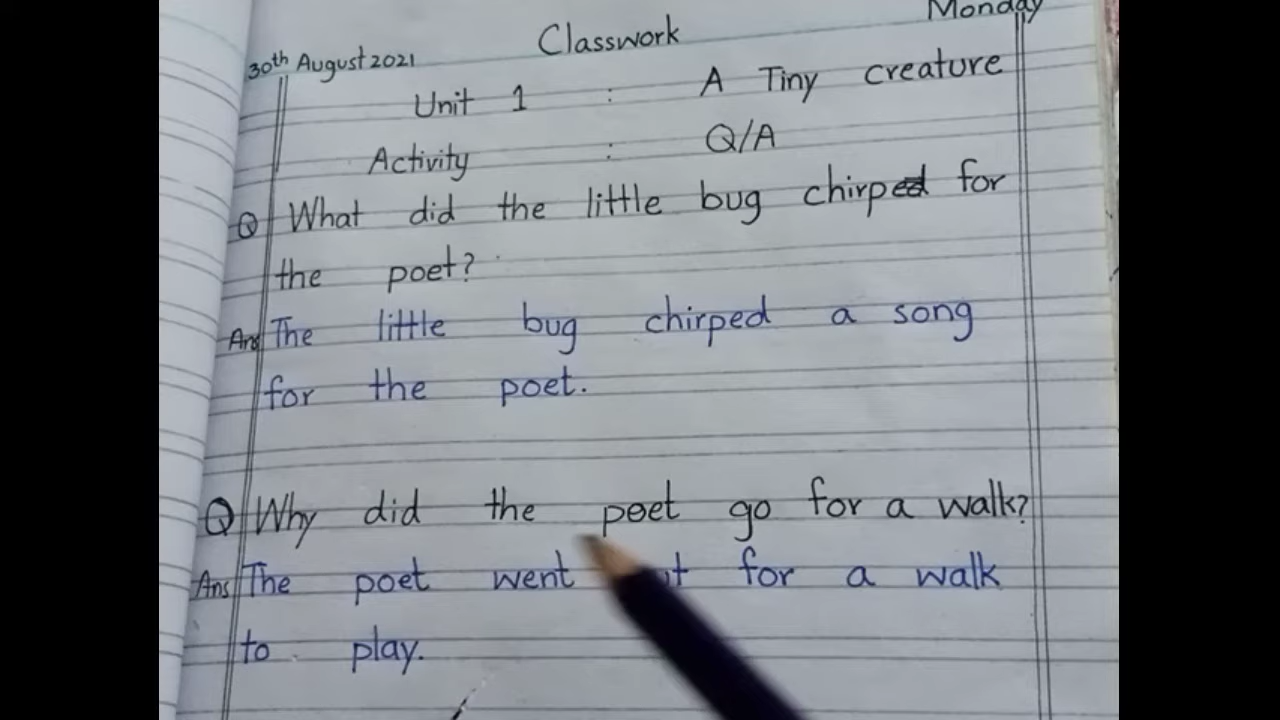 Monday
Classwork
30th August 2021
Unit 1 : A Tiny creature
Activity : Q/A
Q What did the little bug chirped for
the poet?
Ans The little bug chirped a song
for the poet.
Q Why did the poet go for a walk?
Ans The poet went for a walk
to play.